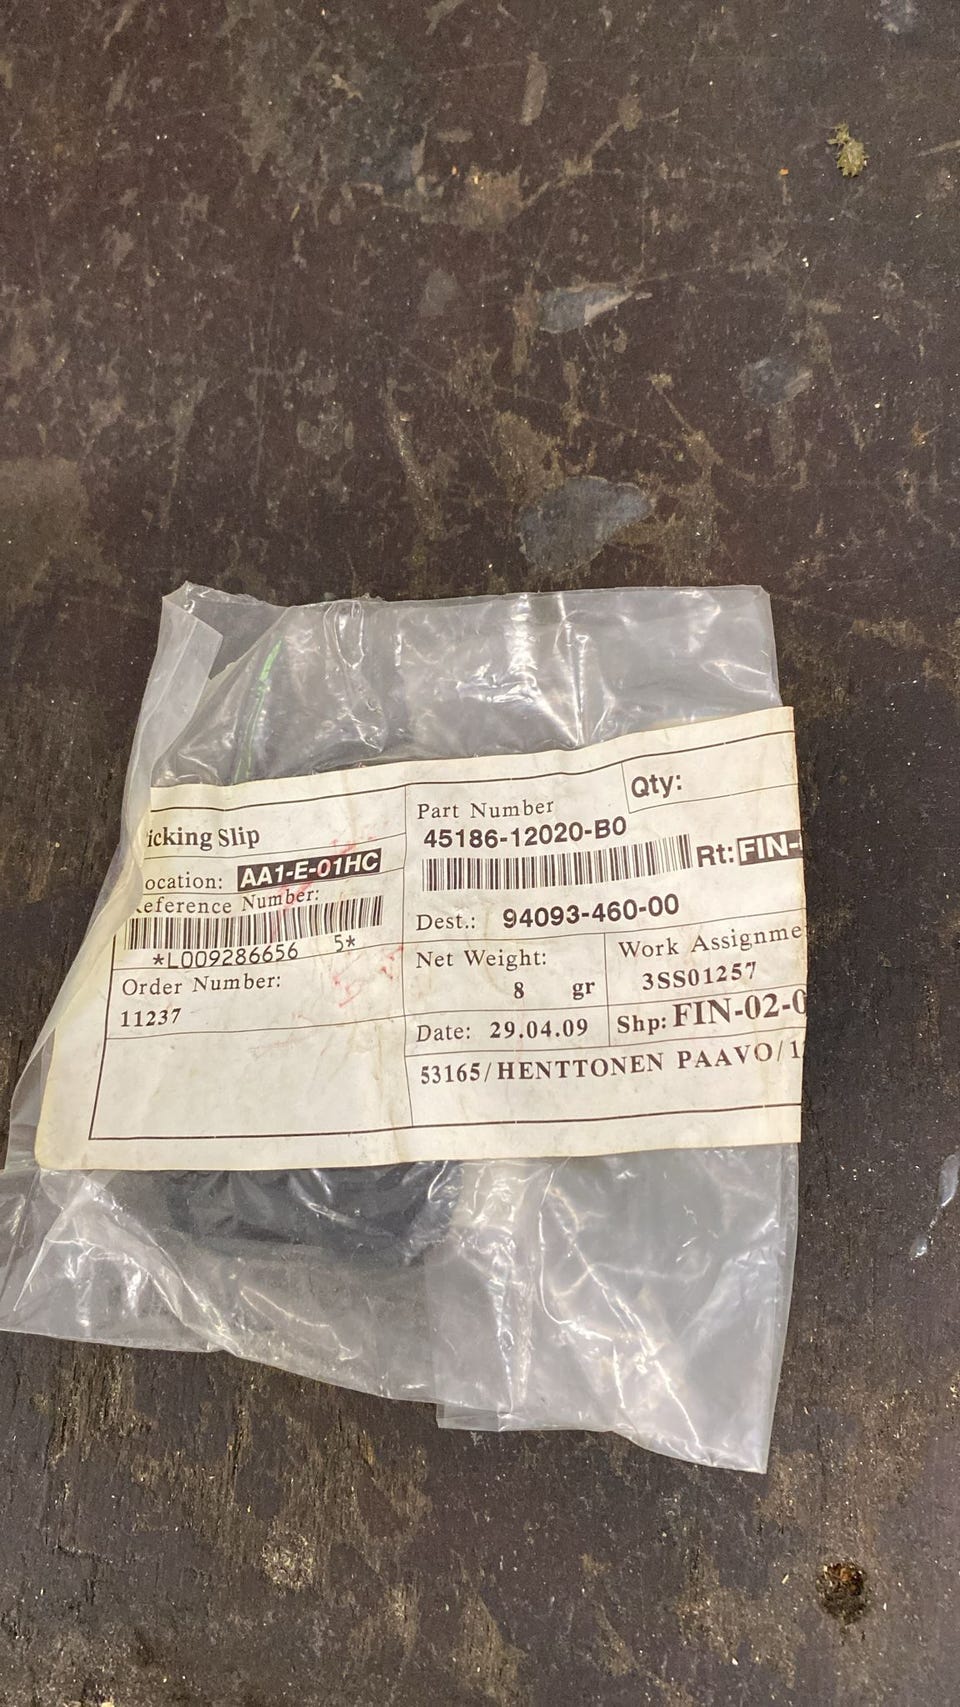 icking Slip
ocation: AA1-E-01HC
eference Number:
*L009286656 5*
Order Number:
11237
Qty:
Part Number
45186-12020-B0
Rt: FIN-
Dest.: 94093-460-00
Net Weight:
8 gr
Work Assignme
3SS01257
Date: 29.04.09
Shp: FIN-02-0
53165/HENTTONEN PAAVO/1